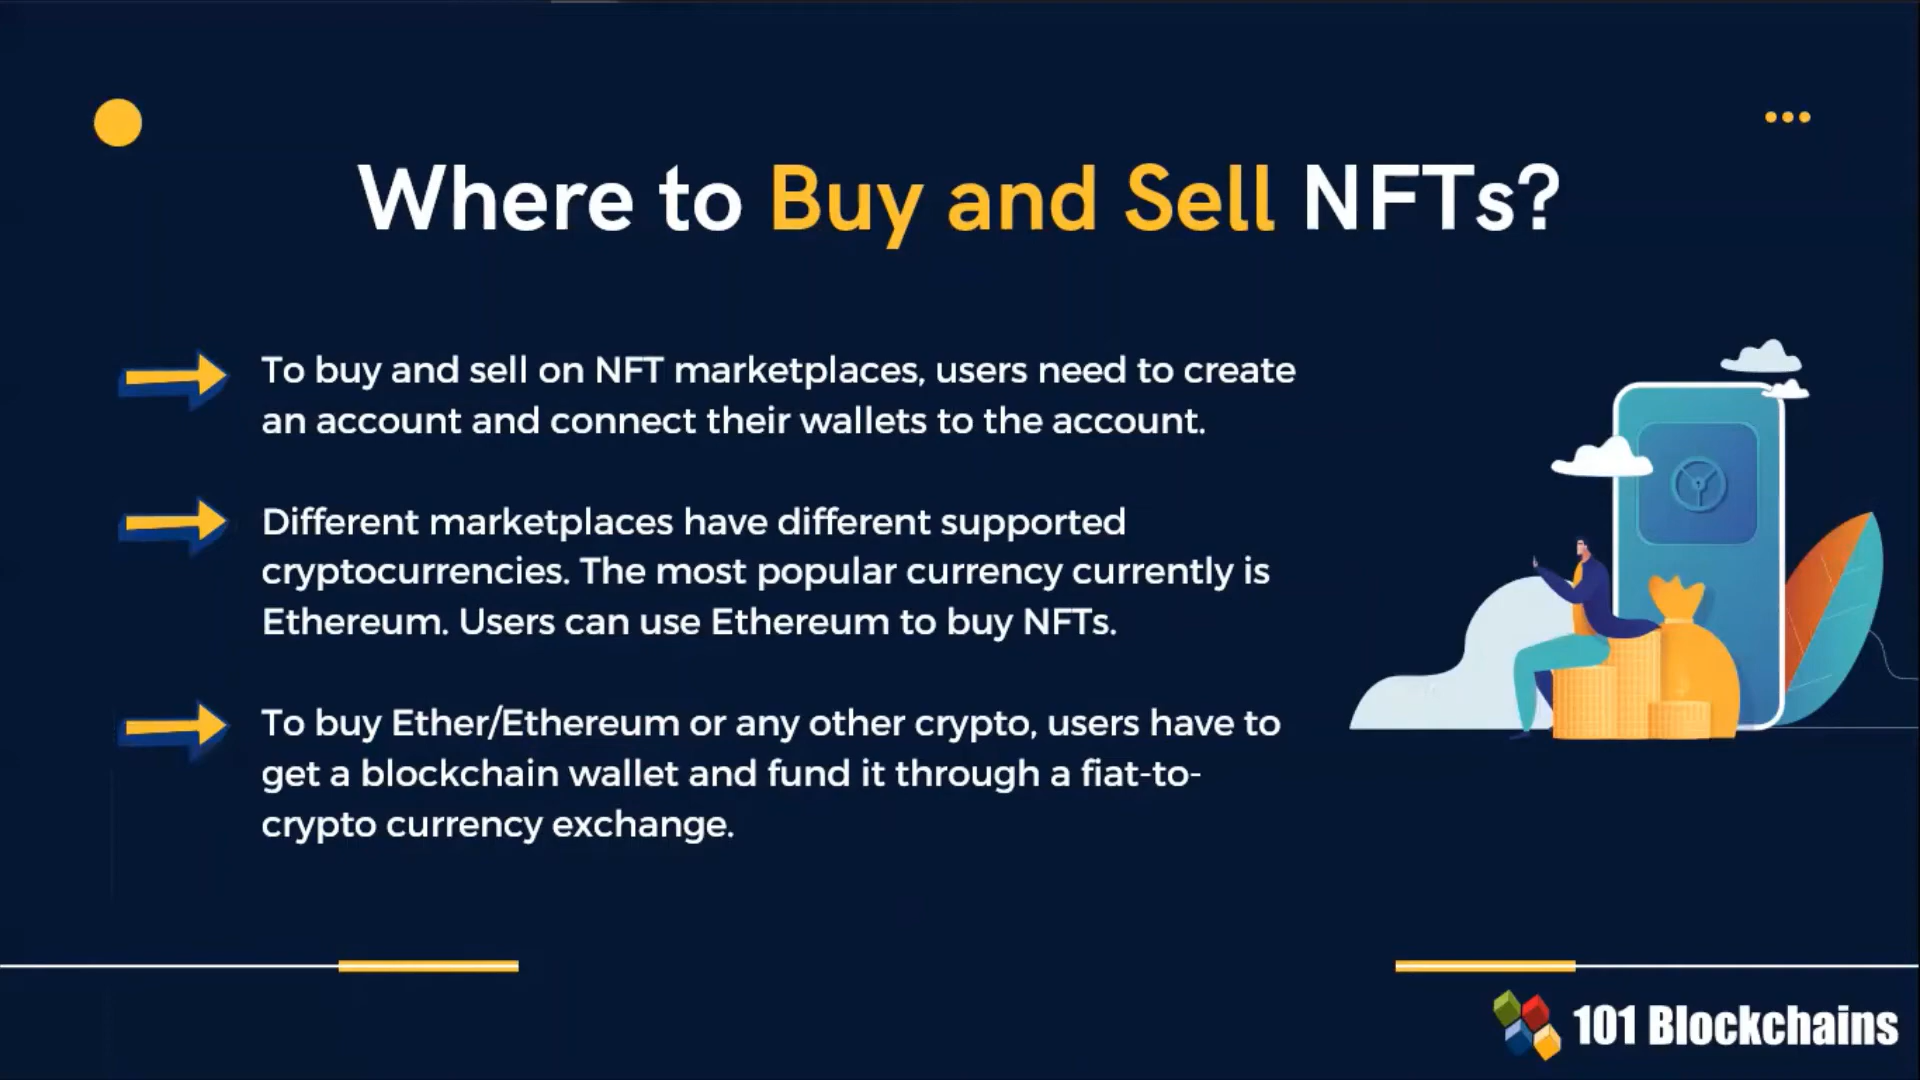 Where to Buy and Sell NFTs?
To buy and sell on NFT marketplaces, users need to create
an account and connect their wallets to the account.
Different marketplaces have different supported
cryptocurrencies. The most popular currency currently is
Ethereum. Users can use Ethereum to buy NFTs.
To buy Ether/Ethereum or any other crypto, users have to
get a blockchain wallet and fund it through a fiat-to-
crypto currency exchange.
101 Blockchains